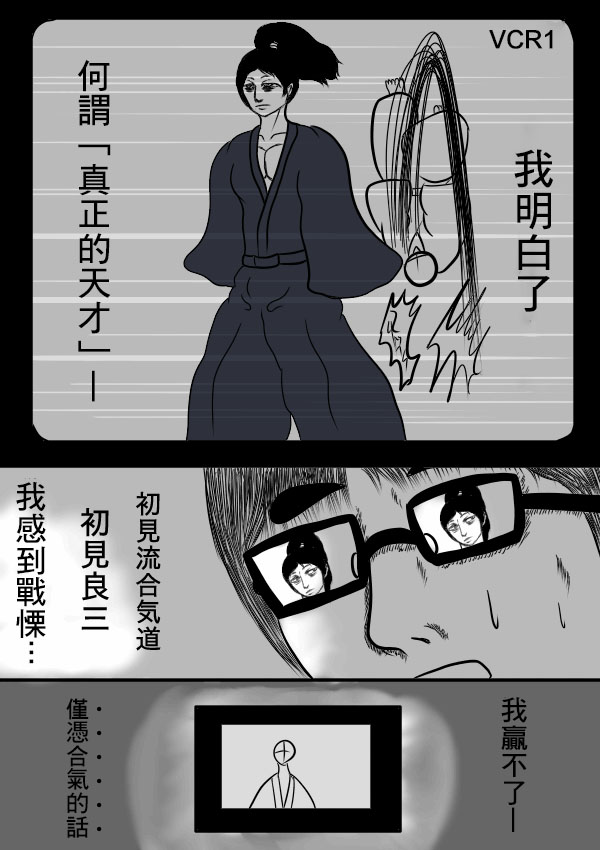 VCR1
我明白了
何謂「真正的天才」—
初見流合気道
初見良三
我感到戰慄…
我贏不了—
僅憑合氣的話